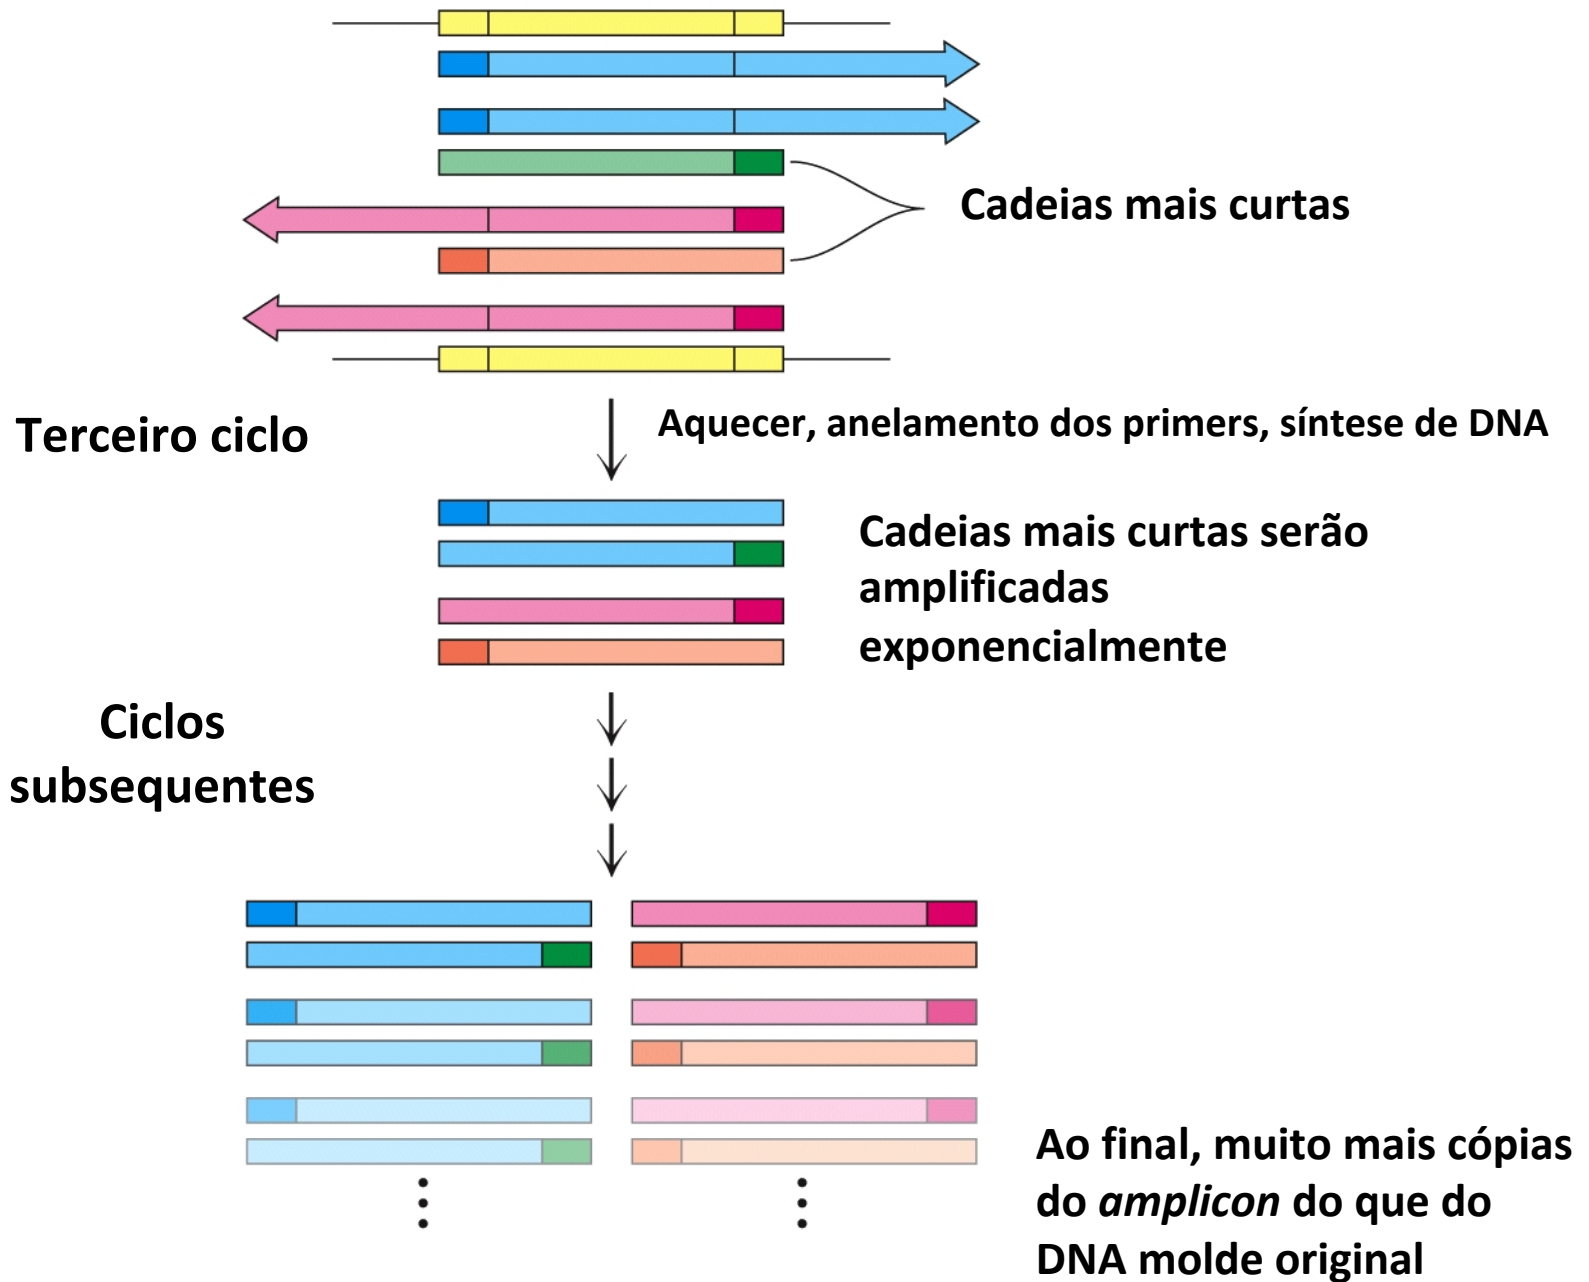 Cadeias mais curtas
Terceiro ciclo
Aquecer, anelamento dos primers, síntese de DNA
Cadeias mais curtas serão
amplificadas
exponencialmente
Ciclos
subsequentes
Ao final, muito mais cópias
do amplicon do que do
DNA molde original